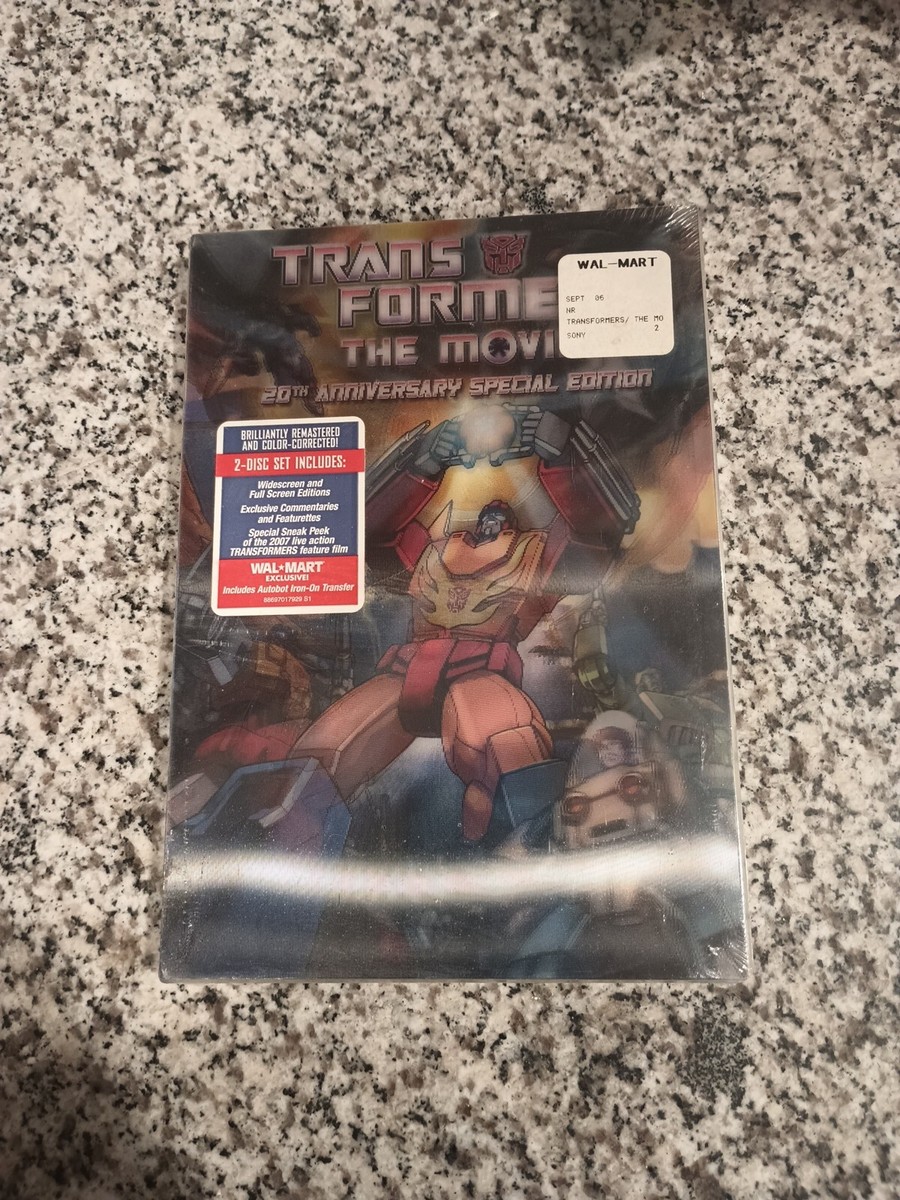 TRANS
FORME
THE MOVI
20TH ANNIVERSARY SPECIAL EDITION
WAL-MART
SEPT 06
NR
TRANSFORMERS/ THE MO
2
SONY
BRILLIANTLY REMASTERED
AND COLOR-CORRECTED!
2-DISC SET INCLUDES:
Widescreen and
Full Screen Editions
Exclusive Commentaries
and Featurettes
Special Sneak Peek
of the 2007 live action
TRANSFORMERS feature film
WAL★MART
EXCLUSIVE!
Includes Autobot Iron-On Transfer
88697017929 S1